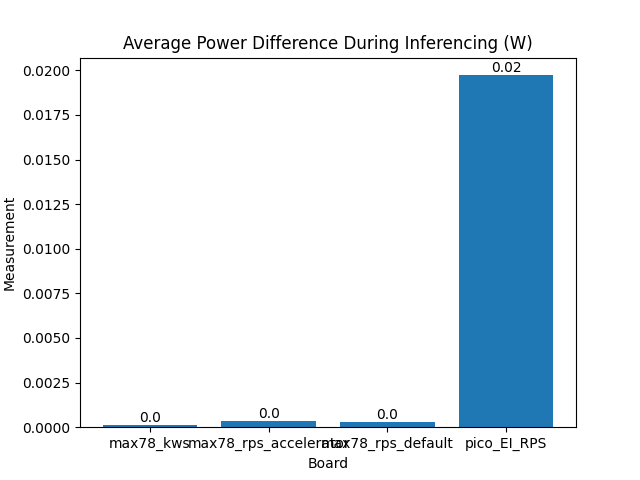 Average Power Difference During Inferencing (W)
0.0200
0.0175
0.0150
0.0125
0.0100
0.0075
0.0050
0.0025
0.0000
Measurement
0.0
0.0
0.0
0.02
max78_kws
max78_rps_accelerator
max78_rps_default
pico_EI_RPS
Board